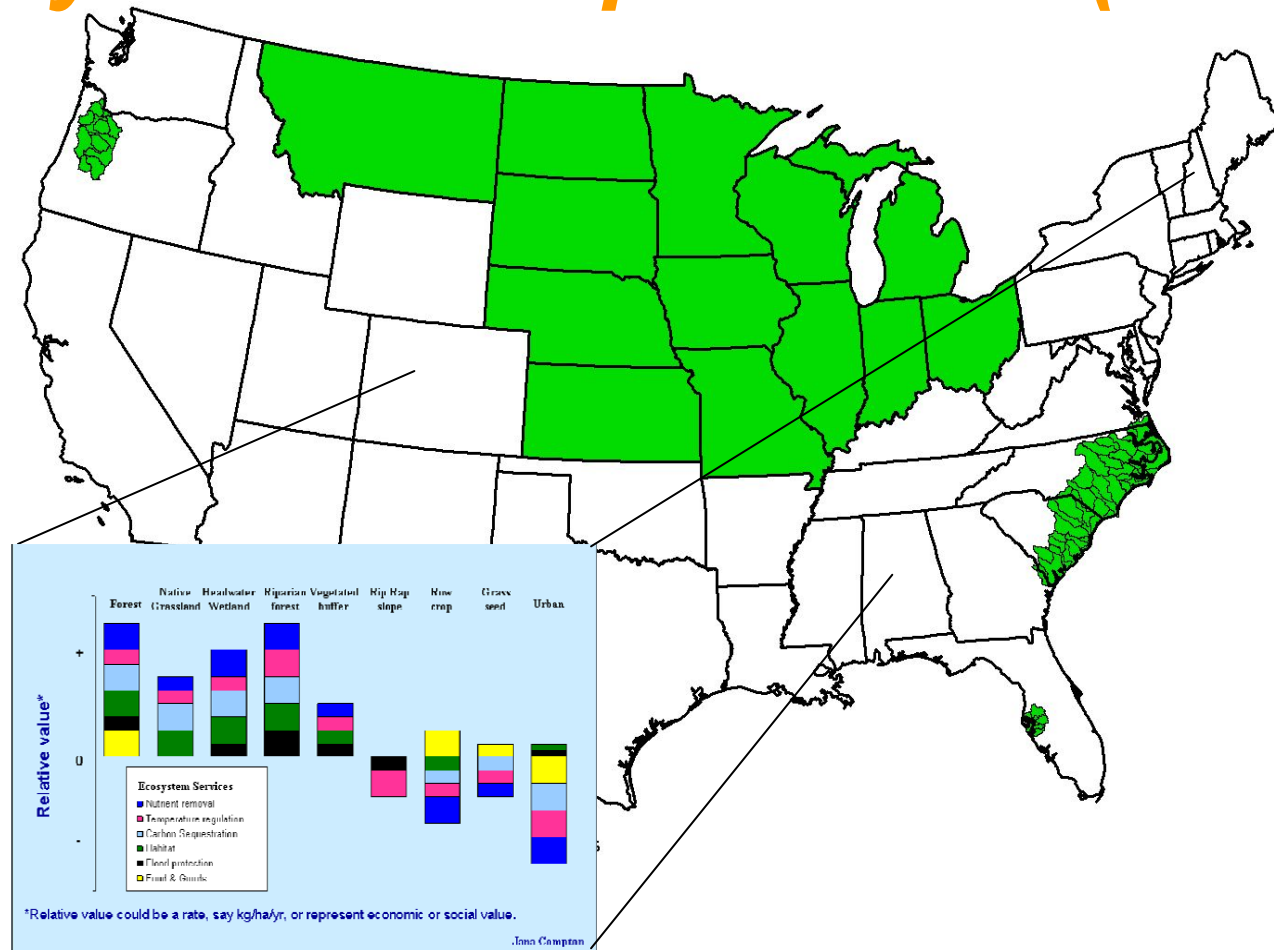 Forest
Native Grassland
Headwater Wetland
Riparian forest
Vegetated buffer
Rip Rap slope
Row crop
Grass seed
Urban
+
0
-
Relative value*
Ecosystem Services
Nutrient removal
Temperature regulation
Carbon Sequestration
Habitat
Flood protection
Food & Goods
*Relative value could be a rate, say kg/ha/yr, or represent economic or social value.
Jana Compton